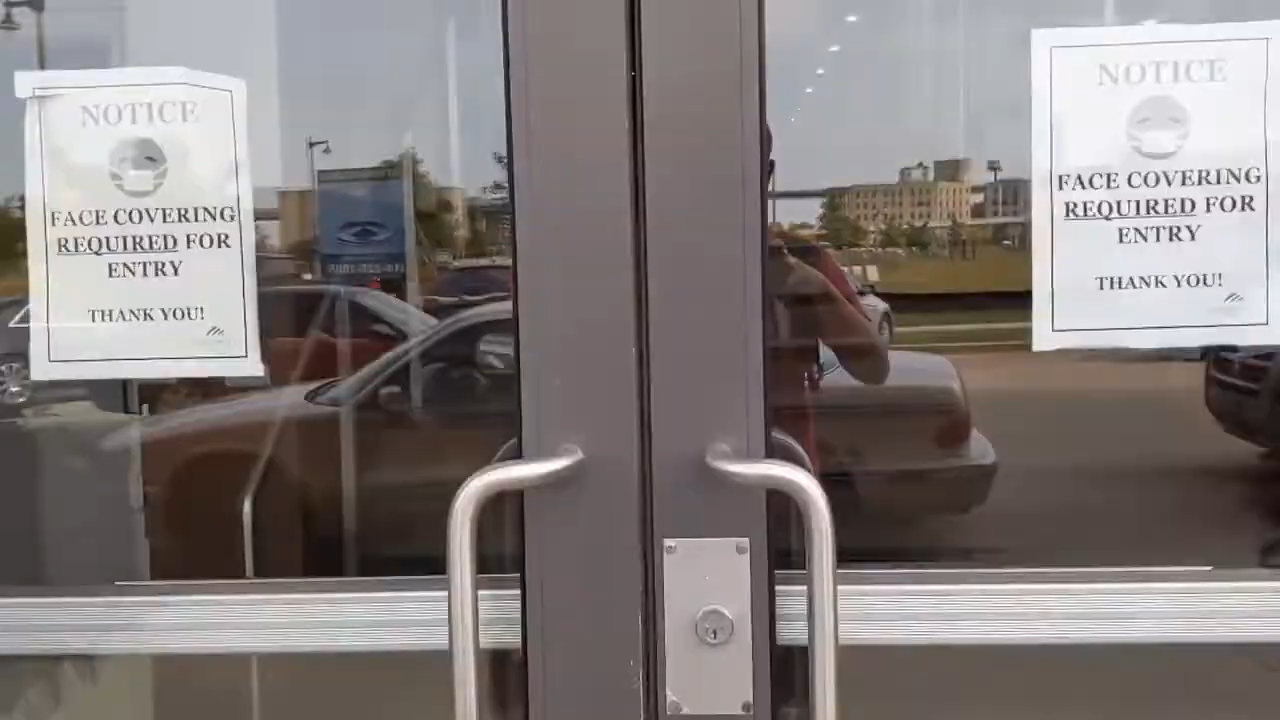 NOTICE
FACE COVERING
REQUIRED FOR
ENTRY
THANK YOU!
NOTICE
FACE COVERING
REQUIRED FOR
ENTRY
THANK YOU!